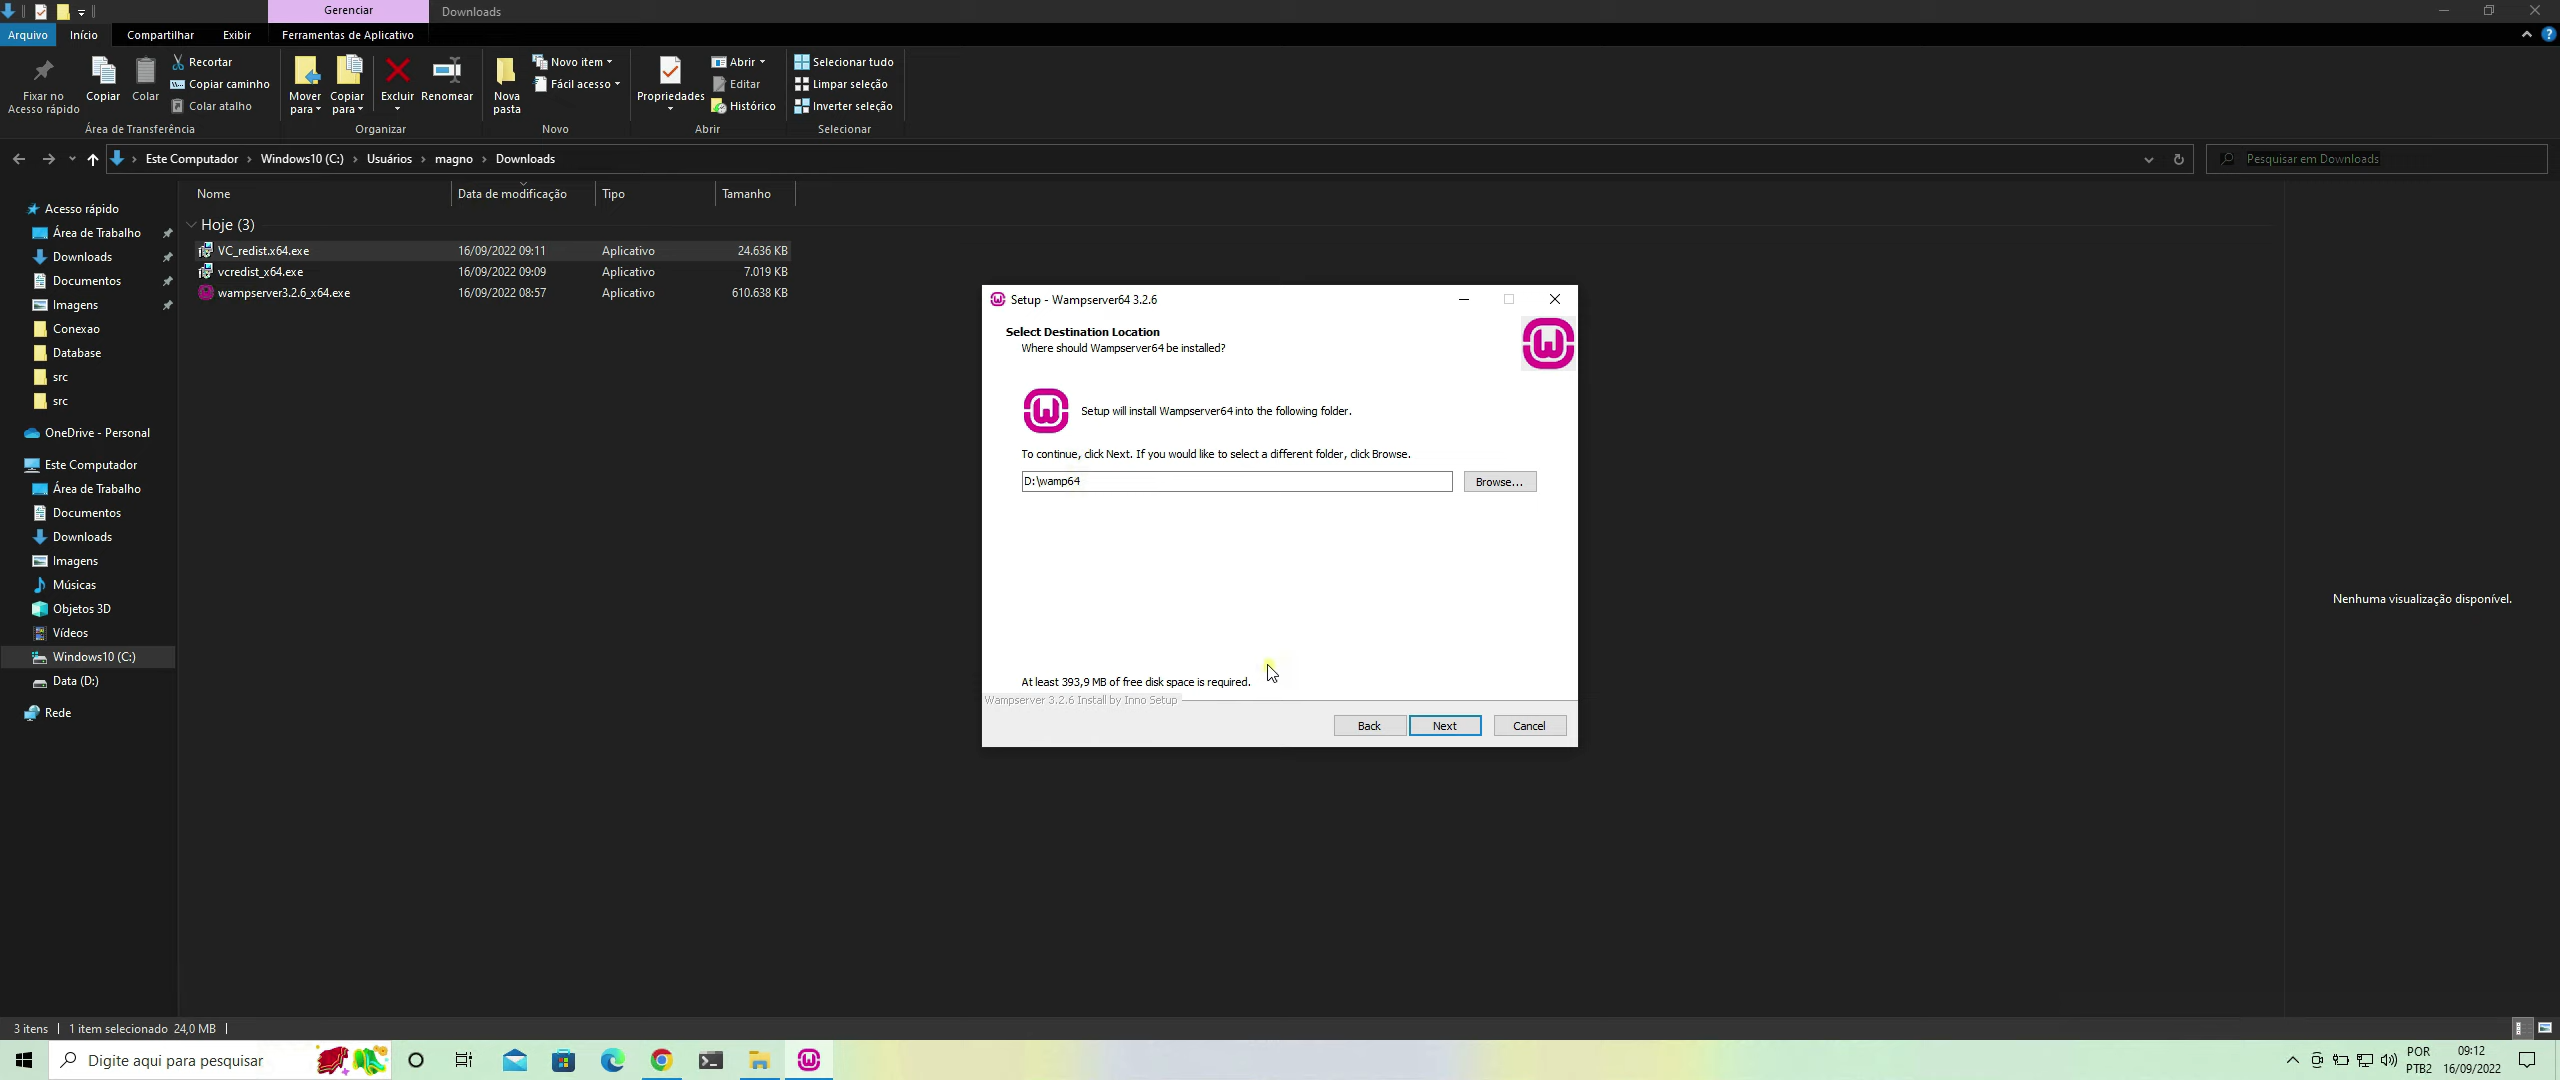 Gerenciar
Downloads
Arquivo
Início
Compartilhar
Exibir
Ferramentas de Aplicativo
Fixar no
Acesso rápido
Copiar
Colar
Recortar
Copiar caminho
Colar atalho
Área de Transferência
Mover
para
Copiar
para
Excluir
Renomear
Organizar
Nova
pasta
Novo item
Fácil acesso
Novo
Propriedades
Abrir
Editar
Histórico
Abrir
Selecionar tudo
Limpar seleção
Inverter seleção
Selecionar
Este Computador
Windows10 (C:)
Usuários
magno
Downloads
Pesquisar em Downloads
Nome
Data de modificação
Tipo
Tamanho
Hoje (3)
VC_redist.x64.exe 16/09/2022 09:11 Aplicativo 24.636 KB
vcredist_x64.exe 16/09/2022 09:09 Aplicativo 7.019 KB
wampserver3.2.6_x64.exe 16/09/2022 08:57 Aplicativo 610.638 KB
Acesso rápido
Área de Trabalho
Downloads
Documentos
Imagens
Conexao
Database
src
src
OneDrive - Personal
Este Computador
Área de Trabalho
Documentos
Downloads
Imagens
Músicas
Objetos 3D
Vídeos
Windows10 (C:)
Data (D:)
Rede
Setup - Wampserver64 3.2.6
Select Destination Location
Where should Wampserver64 be installed?
Setup will install Wampserver64 into the following folder.
To continue, click Next. If you would like to select a different folder, click Browse.
D:\wamp64
Browse...
At least 393,9 MB of free disk space is required.
Wampserver 3.2.6 Install by Inno Setup
Back
Next
Cancel
Nenhuma visualização disponível.
3 itens
1 item selecionado 24,0 MB
Digite aqui para pesquisar
POR
PTB2
09:12
16/09/2022